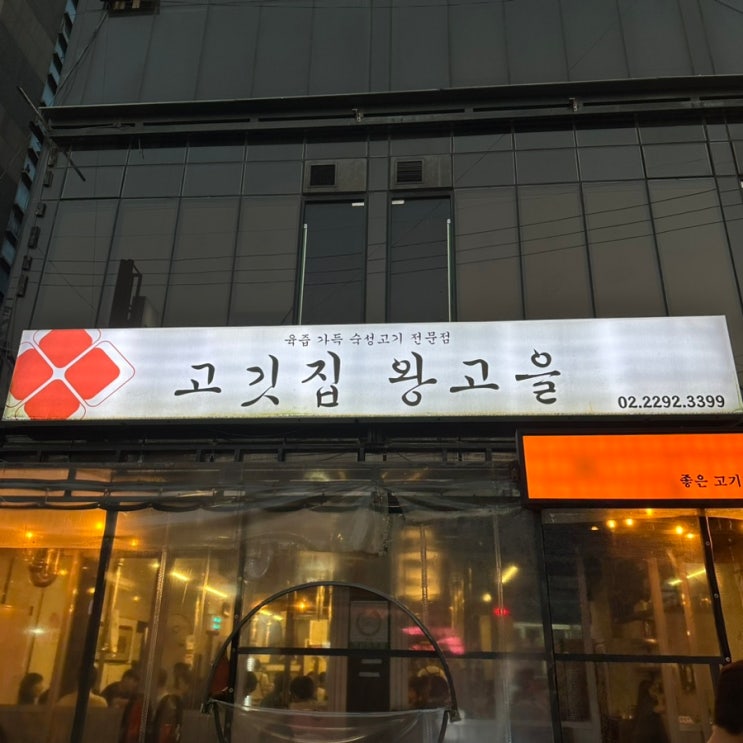 육즙 가득 숙성고기 전문점
고깃집 왕고을
02.2292.3399
좋은 고기